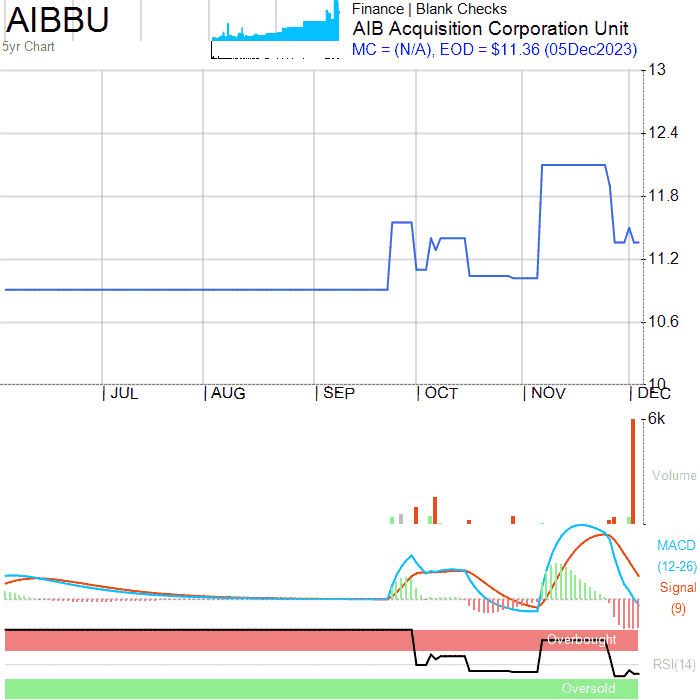 AIBBU
5yr Chart
Finance | Blank Checks
AIB Acquisition Corporation Unit
MC = (N/A), EOD = $11.36 (05Dec2023)
13
12.4
11.8
11.2
10.6
10
| JUL | AUG | SEP | OCT | NOV | DEC
6k
Volume
MACD
(12-26)
Signal
(9)
Overbought
RSI(14)
Oversold